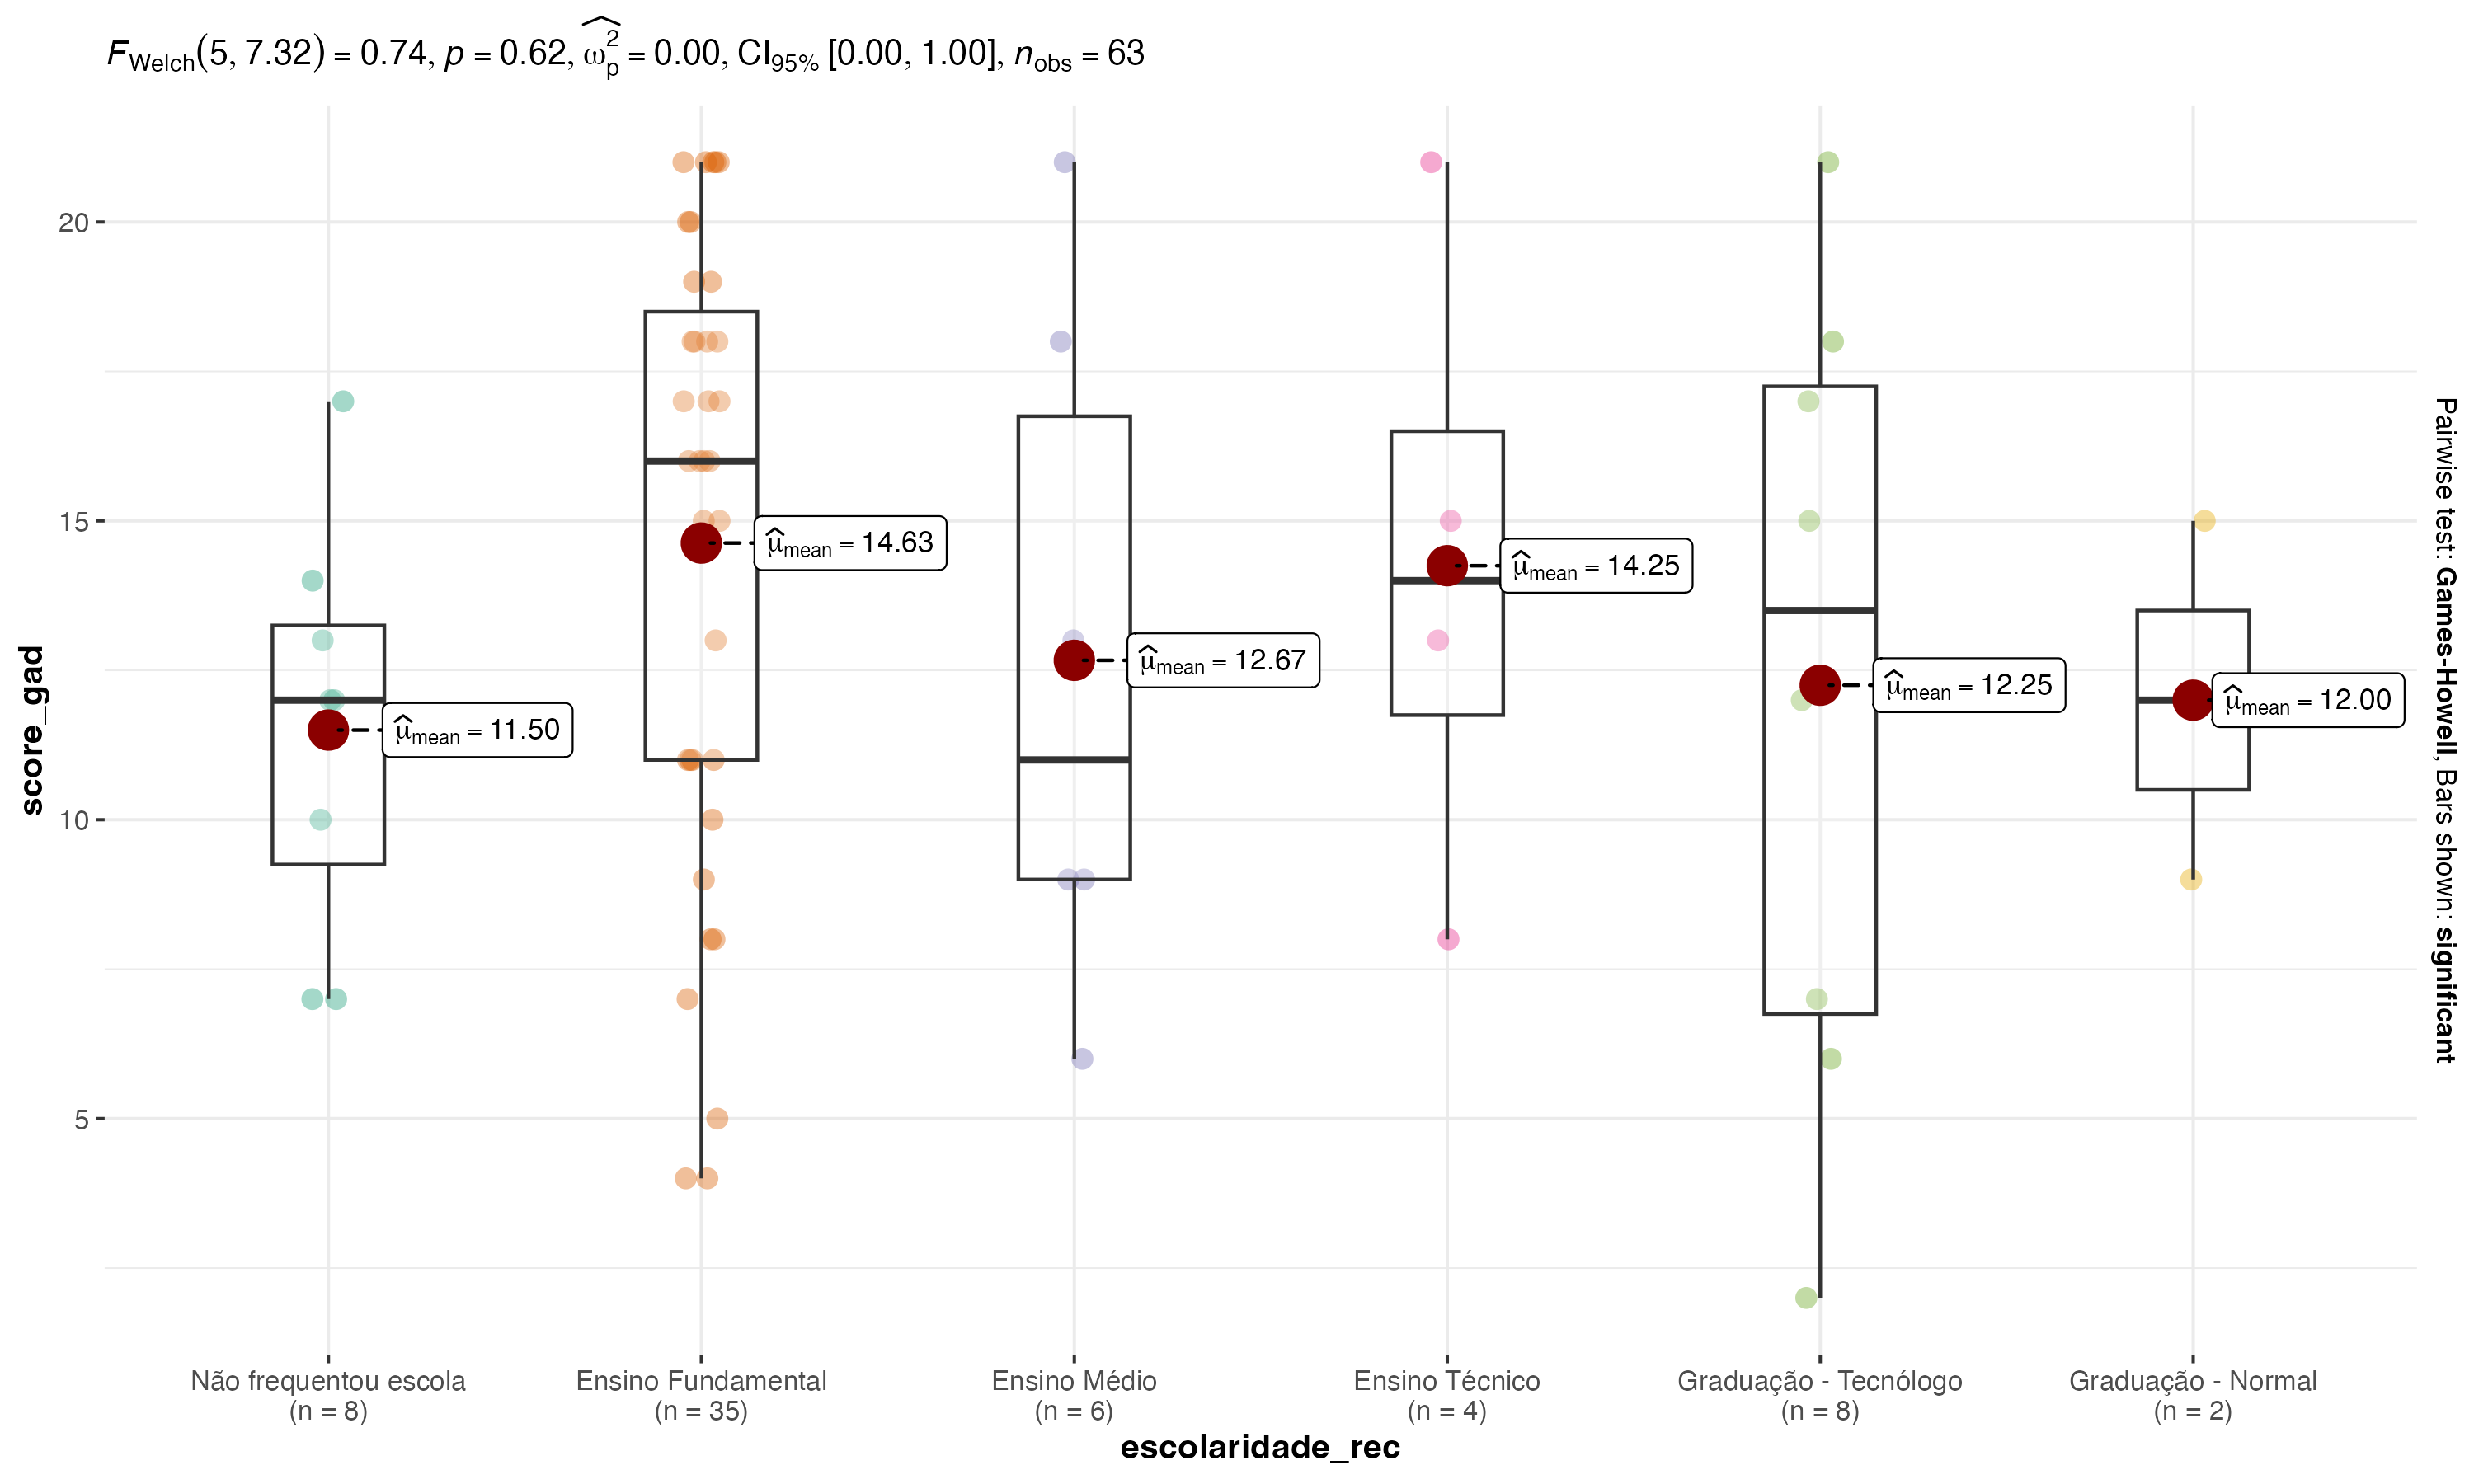 F_Welch(5, 7.32) = 0.74, p = 0.62, ω̂²_p = 0.00, CI_95% [0.00, 1.00], n_obs = 63
score_gad
20
15
10
5
μ̂_mean = 11.50
μ̂_mean = 14.63
μ̂_mean = 12.67
μ̂_mean = 14.25
μ̂_mean = 12.25
μ̂_mean = 12.00
Pairwise test: Games-Howell, Bars shown: significant
Não frequentou escola
(n = 8)
Ensino Fundamental
(n = 35)
Ensino Médio
(n = 6)
Ensino Técnico
(n = 4)
Graduação - Tecnólogo
(n = 8)
Graduação - Normal
(n = 2)
escolaridade_rec